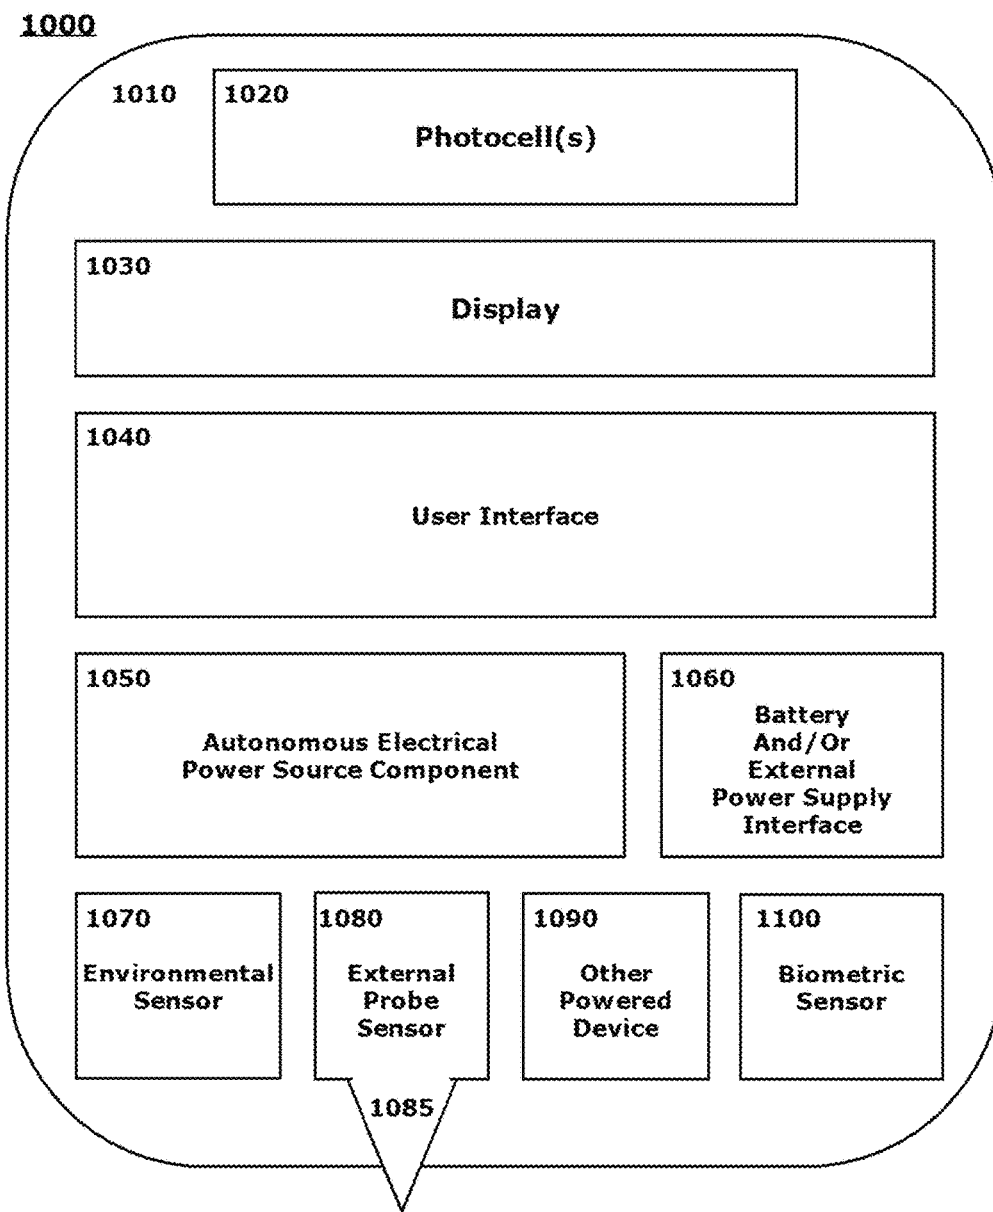 1000
1010
1020
Photocell(s)
1030
Display
1040
User Interface
1050
Autonomous Electrical
Power Source Component
1060
Battery
And/Or
External
Power Supply
Interface
1070
Environmental
Sensor
1080
External
Probe
Sensor
1085
1090
Other
Powered
Device
1100
Biometric
Sensor